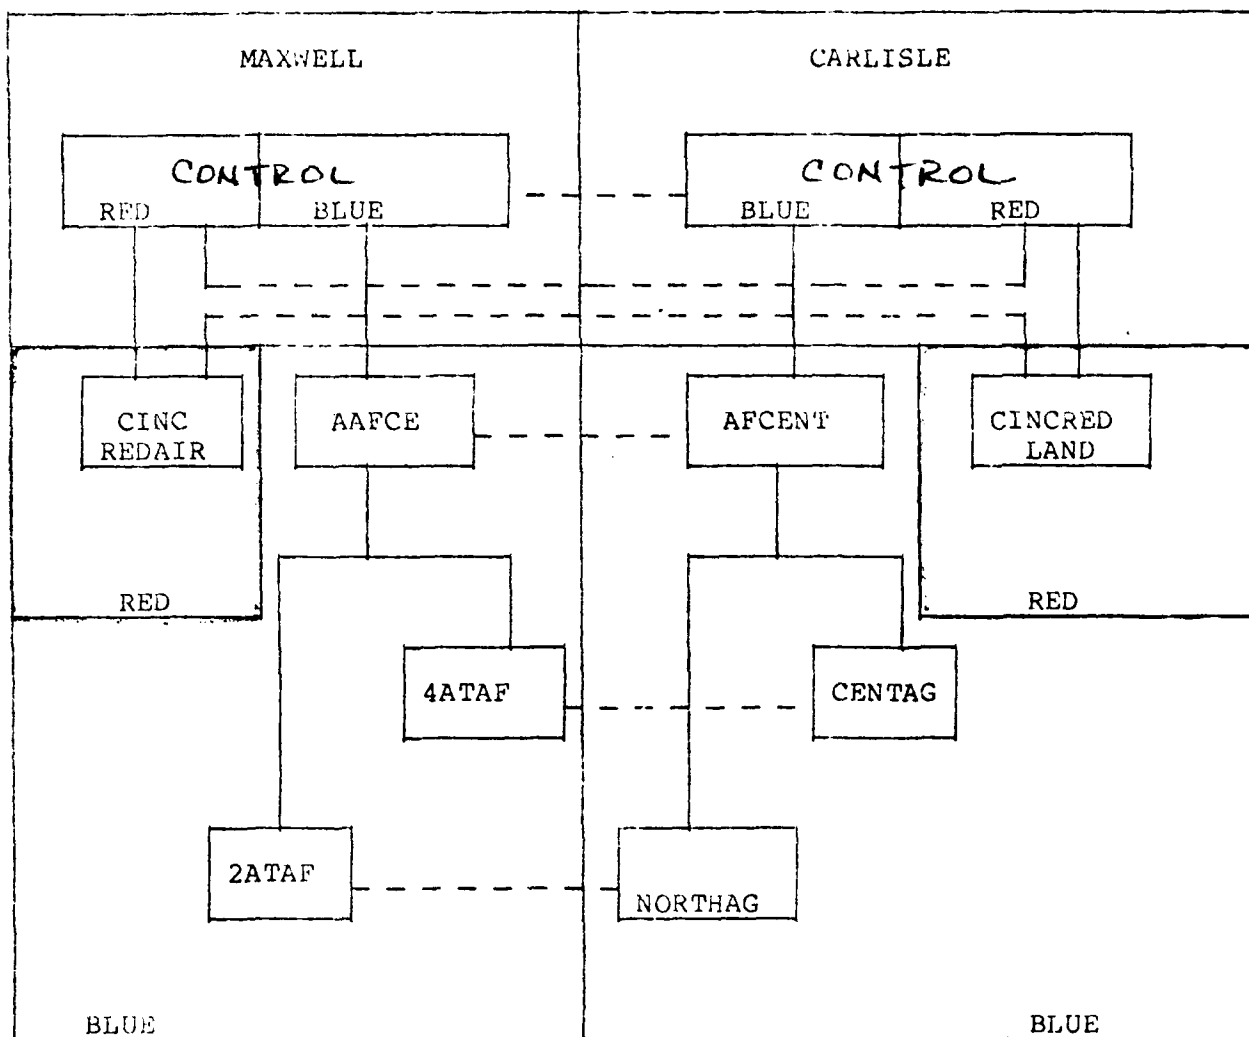 MAXWELL
CARLISLE
CONTROL
RED
BLUE
CONTROL
BLUE
RED
CINC
REDAIR
AAFCE
AFCENT
CINCRED
LAND
RED
RED
4ATAF
CENTAG
2ATAF
NORTHAG
BLUE
BLUE